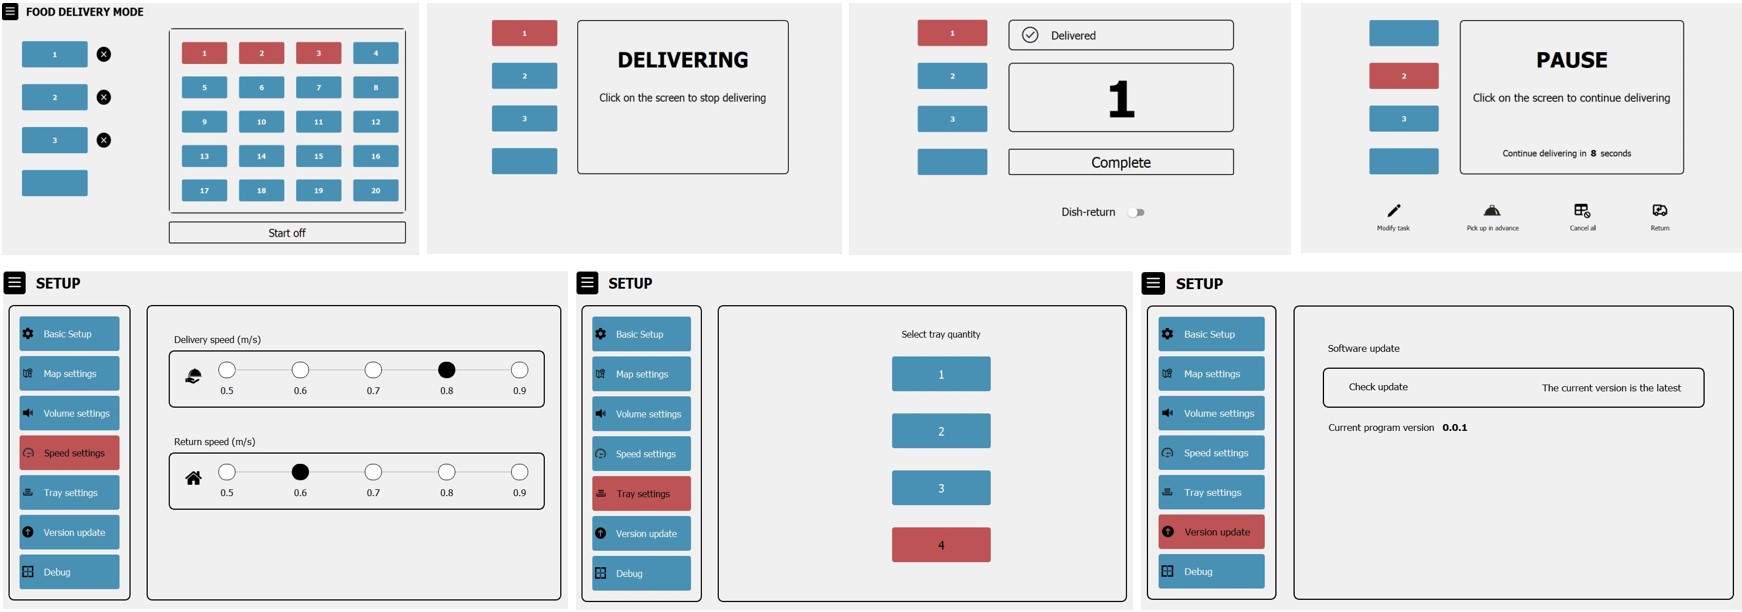 FOOD DELIVERY MODE
1
2
3
1 2 3 4
5 6 7 8
9 10 11 12
13 14 15 16
17 18 19 20
Start off
1
2
3
DELIVERING
Click on the screen to stop delivering
1
2
3
Delivered
1
Complete
Dish-return
2
3
PAUSE
Click on the screen to continue delivering
Continue delivering in 8 seconds
Modify task
Pick up in advance
Cancel all
Return
SETUP
Basic Setup
Map settings
Volume settings
Speed settings
Tray settings
Version update
Debug
Delivery speed (m/s)
0.5 0.6 0.7 0.8 0.9
Return speed (m/s)
0.5 0.6 0.7 0.8 0.9
SETUP
Basic Setup
Map settings
Volume settings
Speed settings
Tray settings
Version update
Debug
Select tray quantity
1
2
3
4
SETUP
Basic Setup
Map settings
Volume settings
Speed settings
Tray settings
Version update
Debug
Software update
Check update The current version is the latest
Current program version 0.0.1